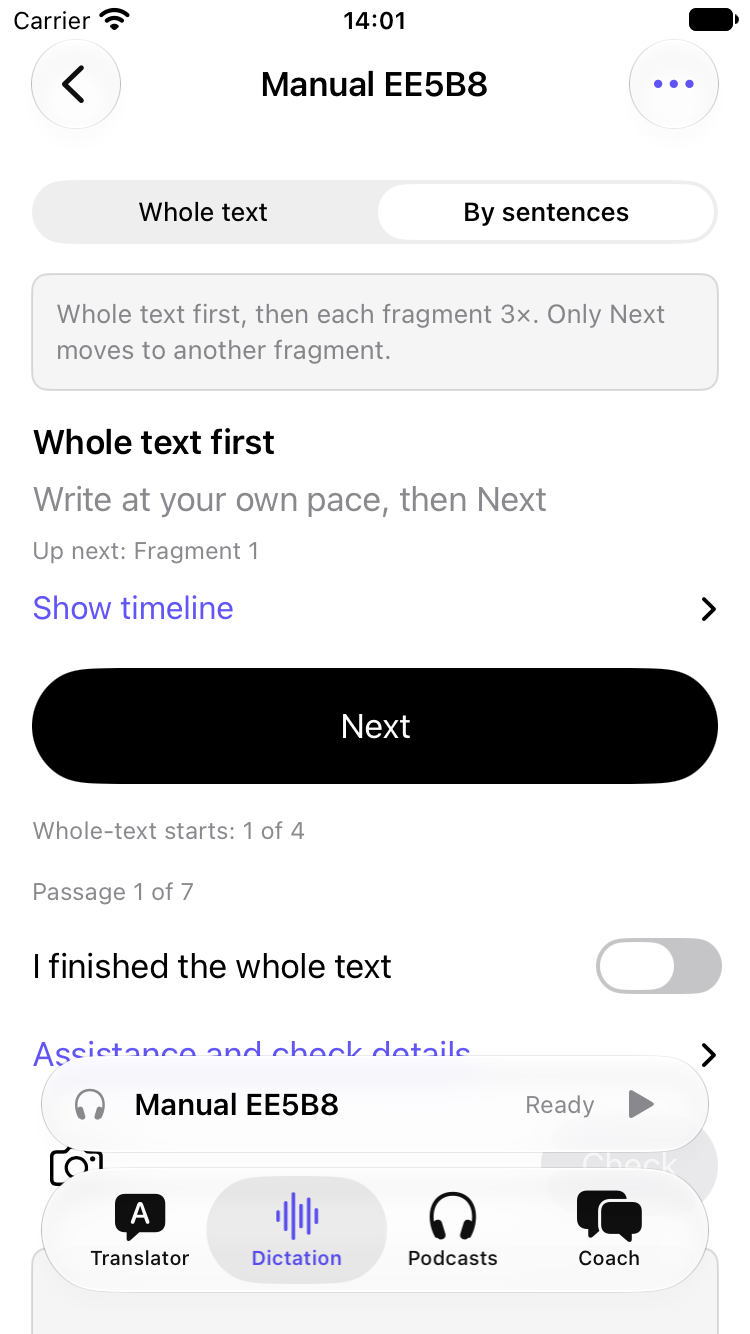 Carrier 14:01
Manual EE5B8
Whole text By sentences
Whole text first, then each fragment 3×. Only Next
moves to another fragment.
Whole text first
Write at your own pace, then Next
Up next: Fragment 1
Show timeline
Next
Whole-text starts: 1 of 4
Passage 1 of 7
I finished the whole text
Assistance and check details
Manual EE5B8 Ready
Check
A
Translator Dictation Podcasts Coach